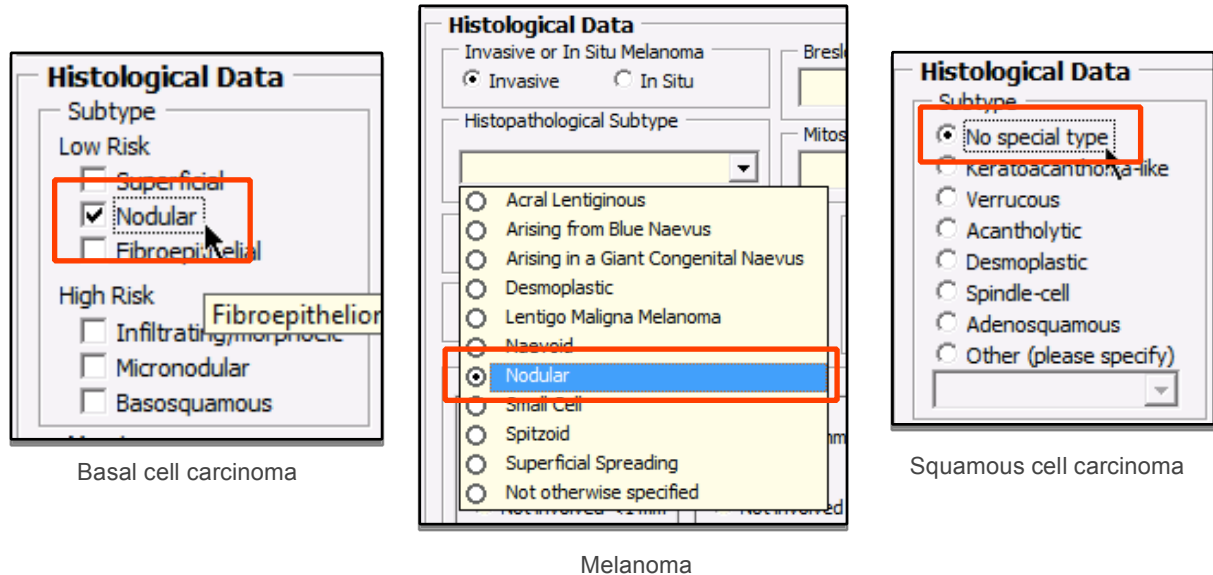 Histological Data
Subtype
Low Risk
Superficial
Nodular
Fibroepithelial
High Risk
Fibroepithelior
Infiltrating/morphoeic
Micronodular
Basosquamous
Basal cell carcinoma
Histological Data
Invasive or In Situ Melanoma
Invasive In Situ
Histopathological Subtype
Bresl
Mitos
Acral Lentiginous
Arising from Blue Naevus
Arising in a Giant Congenital Naevus
Desmoplastic
Lentigo Maligna Melanoma
Naevoid
Nodular
Small Cell
Spitzoid
Superficial Spreading
Not otherwise specified
Melanoma
Histological Data
Subtype
No special type
Keratoacanthoma-like
Verrucous
Acantholytic
Desmoplastic
Spindle-cell
Adenosquamous
Other (please specify)
Squamous cell carcinoma